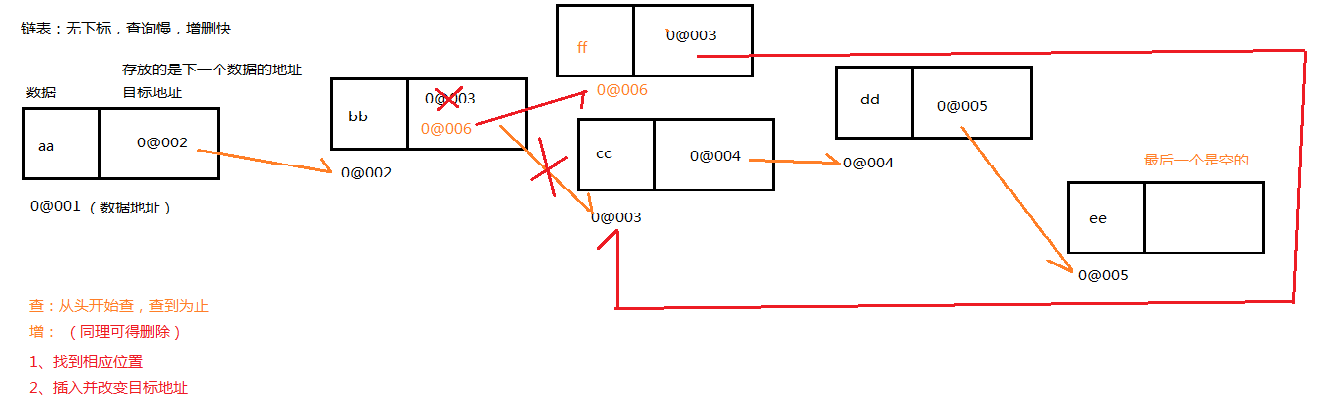 链表：无下标，查询慢，增删快
存放的是下一个数据的地址
数据
目标地址
aa
0@002
0@001（数据地址）
bb
0@003
0@006
0@002
ff
0@003
0@006
cc
0@004
0@003
dd
0@005
0@004
最后一个是空的
ee
0@005
查：从头开始查，查到为止
增：（同理可得删除）
1、找到相应位置
2、插入并改变目标地址